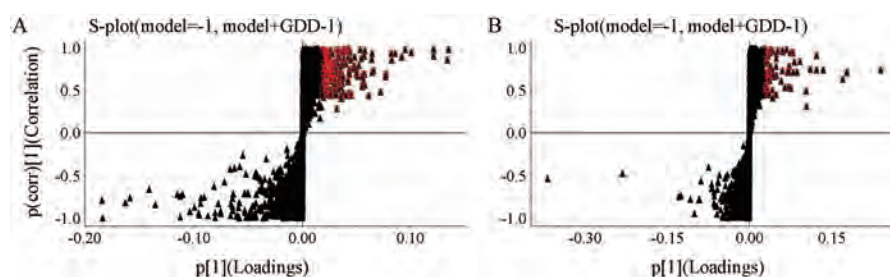 A
S-plot(model=-1, model+GDD-1)
p(corr)[1](Correlation)
1.0
0.5
0.0
-0.5
-1.0
-0.20
-0.10
0.00
0.10
p[1](Loadings)
B
S-plot(model=-1, model+GDD-1)
1.0
0.5
0.0
-0.5
-1.0
-0.30
-0.15
0.00
0.15
p[1](Loadings)